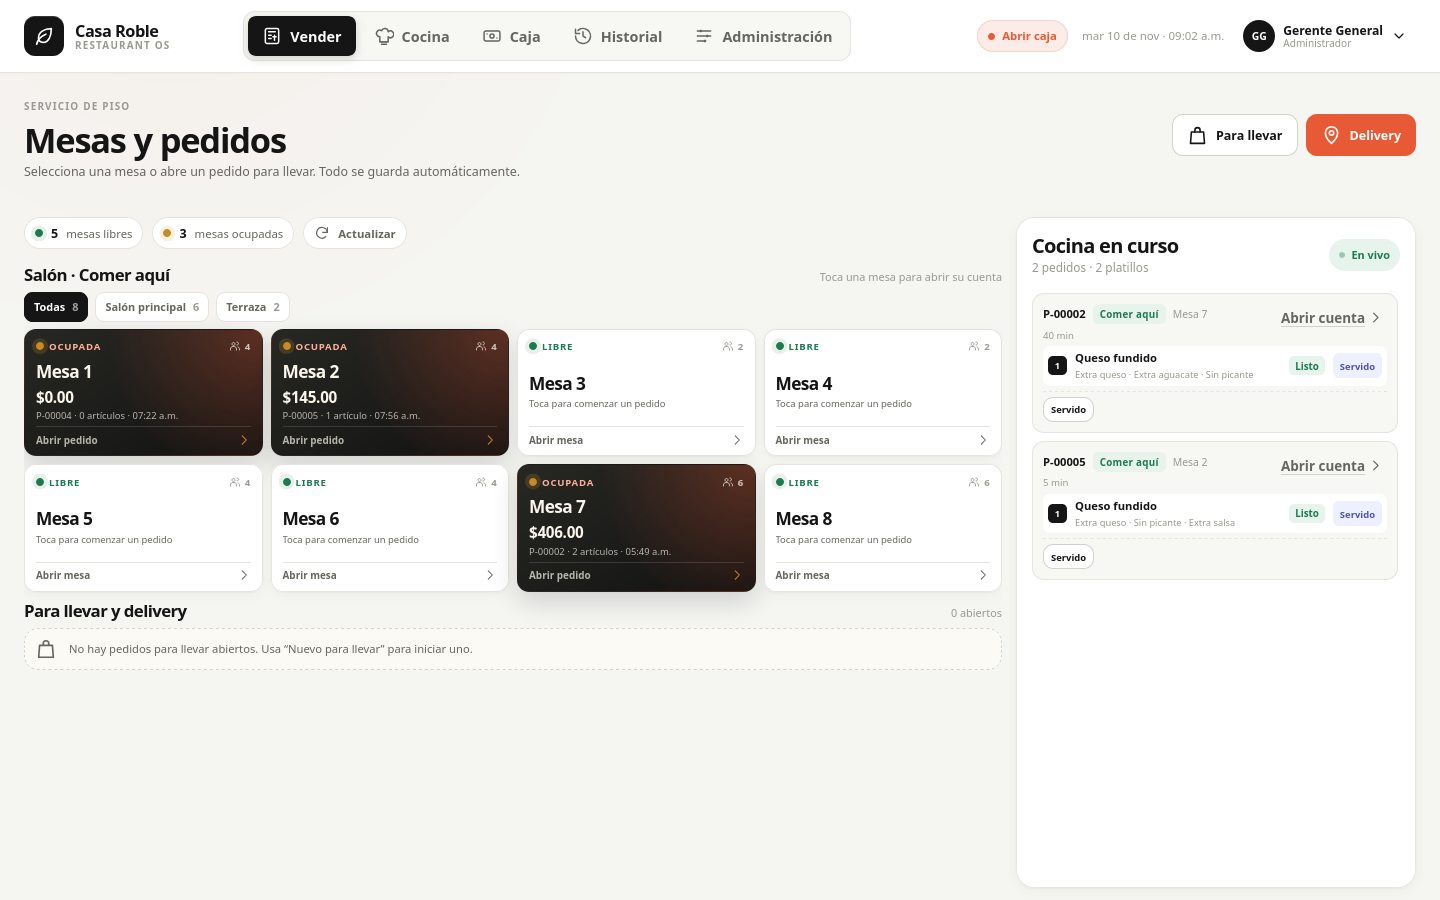 Casa Roble
RESTAURANT OS
Vender
Cocina
Caja
Historial
Administración
Abrir caja
mar 10 de nov · 09:02 a.m.
GG
Gerente General
Administrador
SERVICIO DE PISO
Mesas y pedidos
Selecciona una mesa o abre un pedido para llevar. Todo se guarda automáticamente.
Para llevar
Delivery
5 mesas libres
3 mesas ocupadas
Actualizar
Salón · Comer aquí
Toca una mesa para abrir su cuenta
Todas 8
Salón principal 6
Terraza 2
OCUPADA 4
Mesa 1
$0.00
P-00004 · 0 artículos · 07:22 a.m.
Abrir pedido
OCUPADA 4
Mesa 2
$145.00
P-00005 · 1 artículo · 07:56 a.m.
Abrir pedido
LIBRE 2
Mesa 3
Toca para comenzar un pedido
Abrir mesa
LIBRE 2
Mesa 4
Toca para comenzar un pedido
Abrir mesa
LIBRE 4
Mesa 5
Toca para comenzar un pedido
Abrir mesa
LIBRE 4
Mesa 6
Toca para comenzar un pedido
Abrir mesa
OCUPADA 6
Mesa 7
$406.00
P-00002 · 2 artículos · 05:49 a.m.
Abrir pedido
LIBRE 6
Mesa 8
Toca para comenzar un pedido
Abrir mesa
Para llevar y delivery
0 abiertos
No hay pedidos para llevar abiertos. Usa “Nuevo para llevar” para iniciar uno.
Cocina en curso
2 pedidos · 2 platillos
En vivo
P-00002 Comer aquí Mesa 7
Abrir cuenta
40 min
1 Queso fundido
Extra queso · Extra aguacate · Sin picante
Listo
Servido
Servido
P-00005 Comer aquí Mesa 2
Abrir cuenta
5 min
1 Queso fundido
Extra queso · Sin picante · Extra salsa
Listo
Servido
Servido